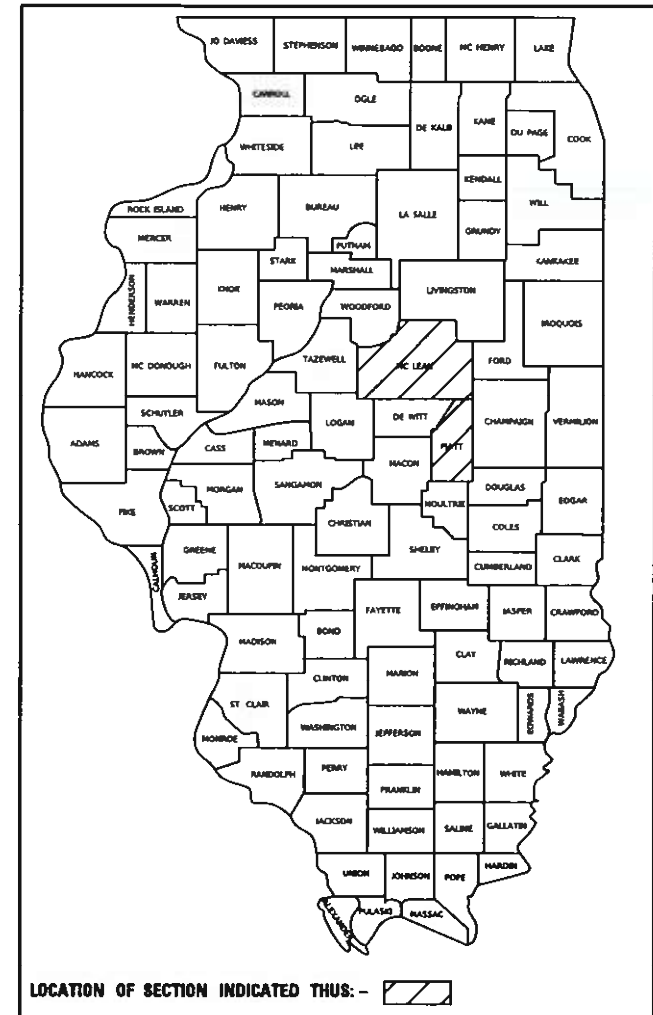 JO DAVIESS STEPHENSON WINNEBAGO BOONE MC HENRY LAKE
CARROLL OGLE DE KALB KANE DU PAGE COOK
WHITESIDE LEE KENDALL
ROCK ISLAND HENRY BUREAU LA SALLE GRUNDY WILL
MERCER STARK PUTNAM MARSHALL KANKAKEE
HENDERSON WARREN KNOX PEORIA WOODFORD LIVINGSTON IROQUOIS
HANCOCK MC DONOUGH FULTON TAZEWELL MC LEAN FORD
SCHUYLER MASON LOGAN DE WITT CHAMPAIGN VERMILION
ADAMS BROWN CASS MENARD MACON PIATT
PIKE SCOTT MORGAN SANGAMON CHRISTIAN MOULTRIE DOUGLAS EDGAR
COLES
CALHOUN GREENE MACOUPIN MONTGOMERY SHELBY CUMBERLAND CLARK
JERSEY FAYETTE EFFINGHAM JASPER CRAWFORD
MADISON BOND CLAY RICHLAND LAWRENCE
CLINTON MARION
ST CLAIR WASHINGTON JEFFERSON WAYNE EDWARDS WABASH
MONROE
RANDOLPH PERRY FRANKLIN HAMILTON WHITE
JACKSON WILLIAMSON SALINE GALLATIN
UNION JOHNSON POPE HARDIN
ALEXANDER PULASKI MASSAC
LOCATION OF SECTION INDICATED THUS: -